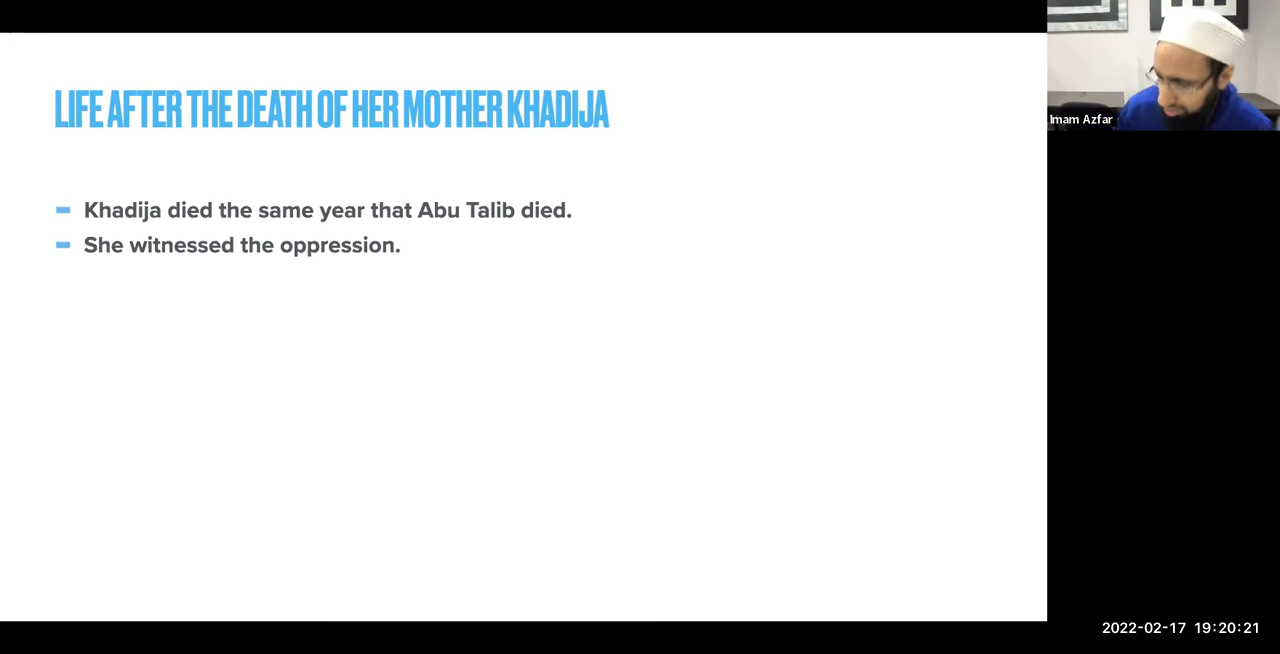 LIFE AFTER THE DEATH OF HER MOTHER KHADIJA
Khadija died the same year that Abu Talib died.
She witnessed the oppression.
Imam Azfar
2022-02-17 19:20:21